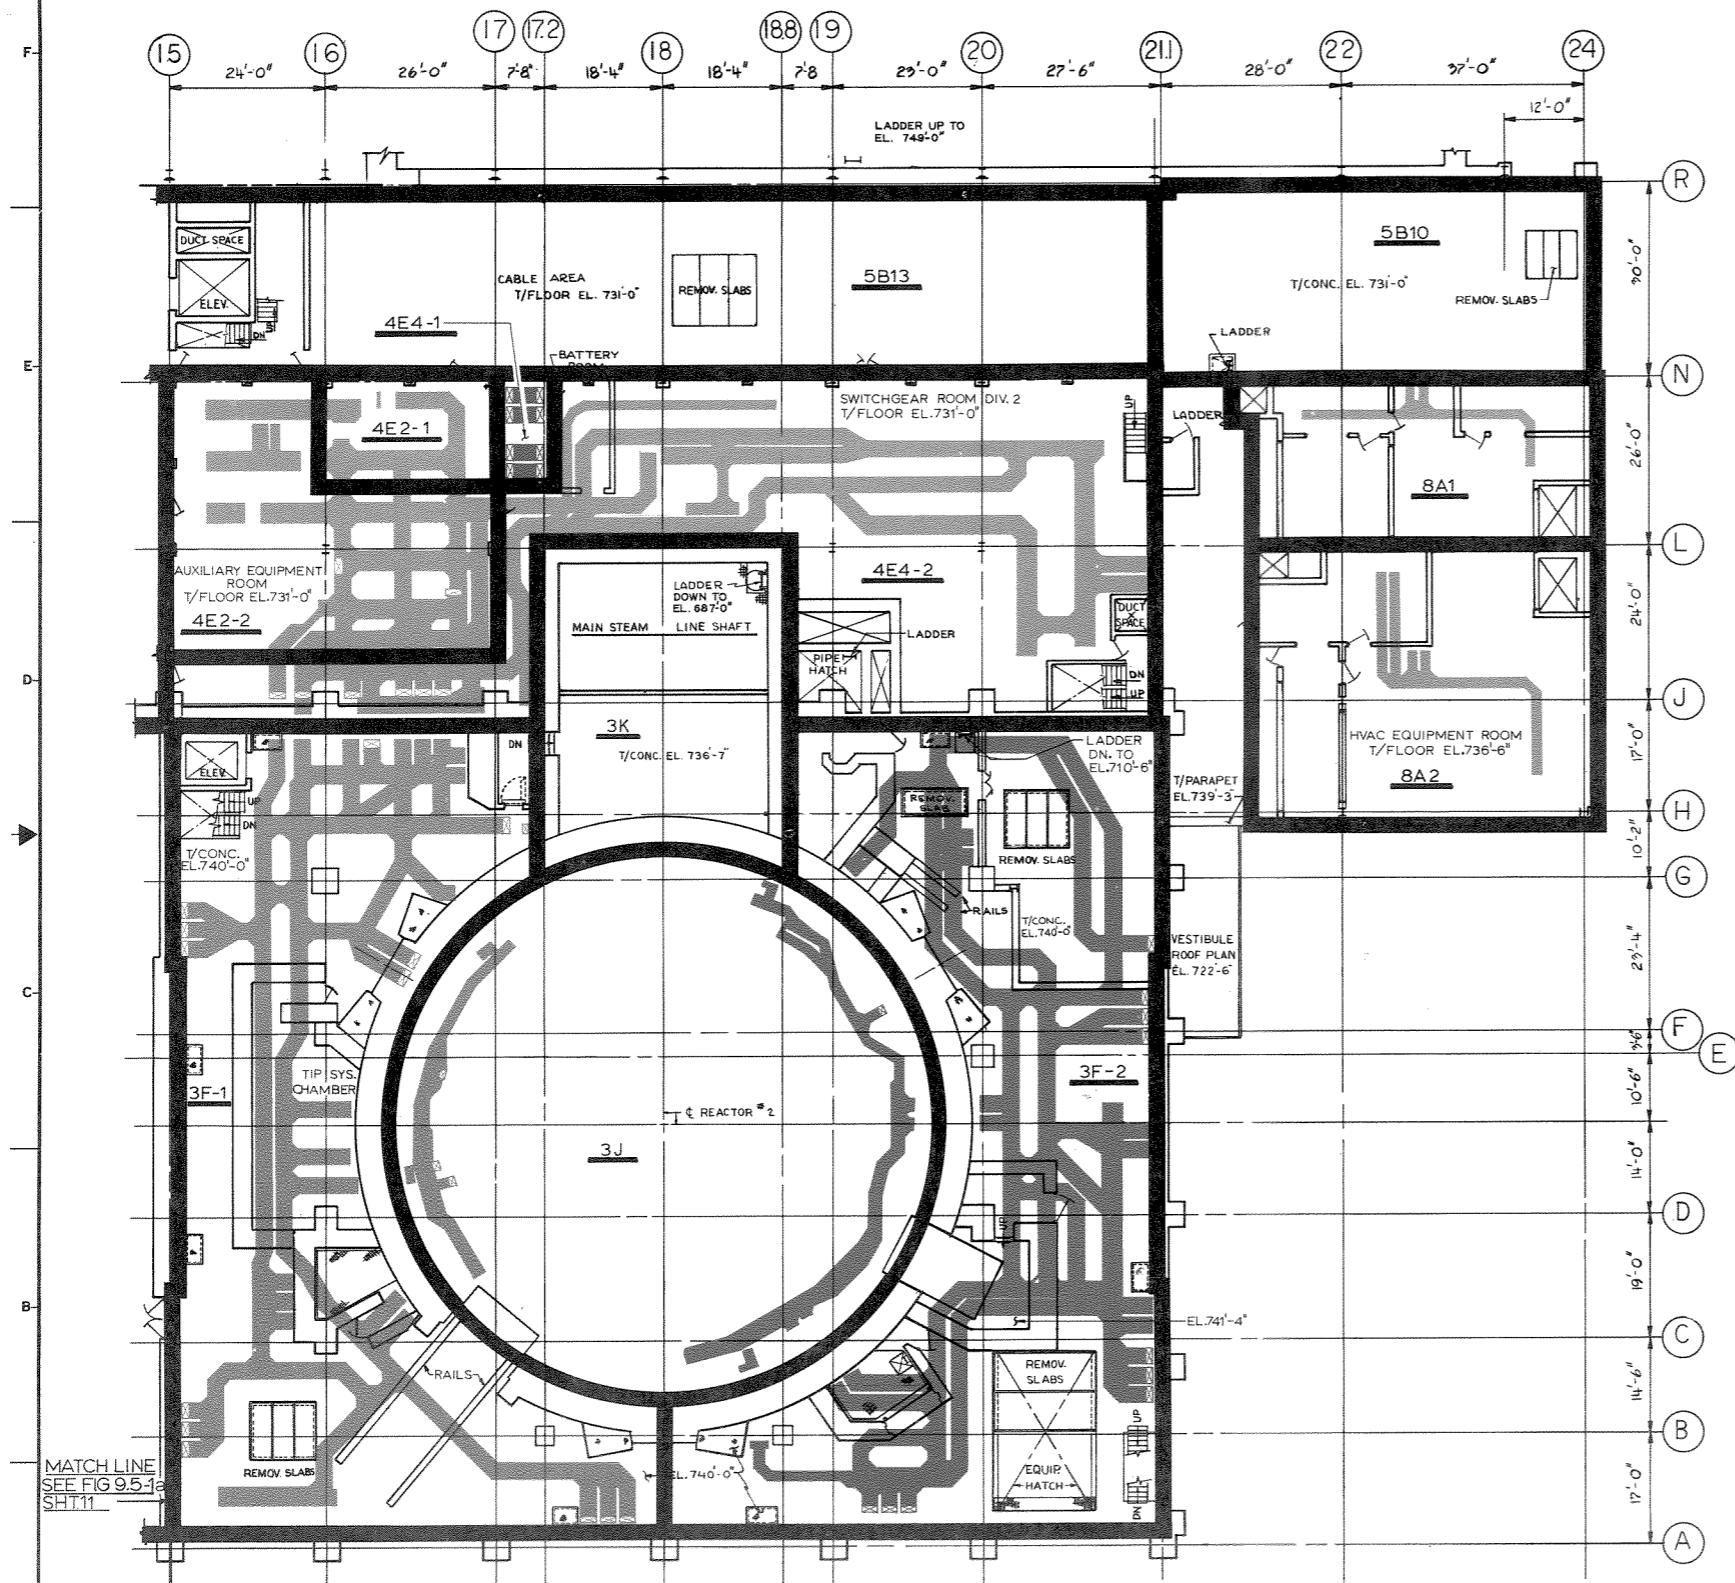 15
16
17
17.2
18
18.8
19
20
21.1
22
24
F
24'-0"
26'-0"
7'-8"
18'-4"
18'-4"
7'-8
29'-0"
27'-6"
28'-0"
37'-0"
12'-0"
LADDER UP TO
EL. 749'-0"
R
DUCT SPACE
ELEV.
DN
UP
CABLE AREA
T/FLOOR EL. 731'-0"
REMOV. SLABS
5B13
5B10
T/CONC. EL. 731'-0"
REMOV. SLABS
30'-0"
4E4-1
BATTERY
ROOM
LADDER
E
N
4E2-1
SWITCHGEAR ROOM DIV. 2
T/FLOOR EL.731'-0"
UP
LADDER
26'-0"
8A1
L
AUXILIARY EQUIPMENT
ROOM
T/FLOOR EL.731'-0"
4E2-2
LADDER
DOWN TO
EL. 687'-0"
MAIN STEAM LINE SHAFT
4E4-2
LADDER
PIPE
HATCH
DUCT
SPACE
DN
UP
24'-0"
D
J
3K
T/CONC. EL. 736'-7"
DN
ELEV.
UP
DN
T/CONC.
EL.740'-0"
LADDER
DN. TO
EL.710'-6"
REMOV.
SLAB
REMOV. SLABS
T/PARAPET
EL.739'-3"
HVAC EQUIPMENT ROOM
T/FLOOR EL.736'-6"
8A2
17'-0"
H
10'-2"
G
RAILS
T/CONC.
EL.740'-0"
VESTIBULE
ROOF PLAN
EL. 722'-6"
23'-4"
C
F
3'-6"
E
TIP SYS.
CHAMBER
3F-1
3F-2
10'-6"
℄ REACTOR #2
3J
14'-0"
D
UP
19'-0"
B
EL.741'-4"
C
RAILS
REMOV.
SLABS
14'-6"
UP
B
REMOV. SLABS
EL.740'-0"
EQUIP.
HATCH
DN
17'-0"
MATCH LINE
SEE FIG 9.5-1a
SHT.11
A